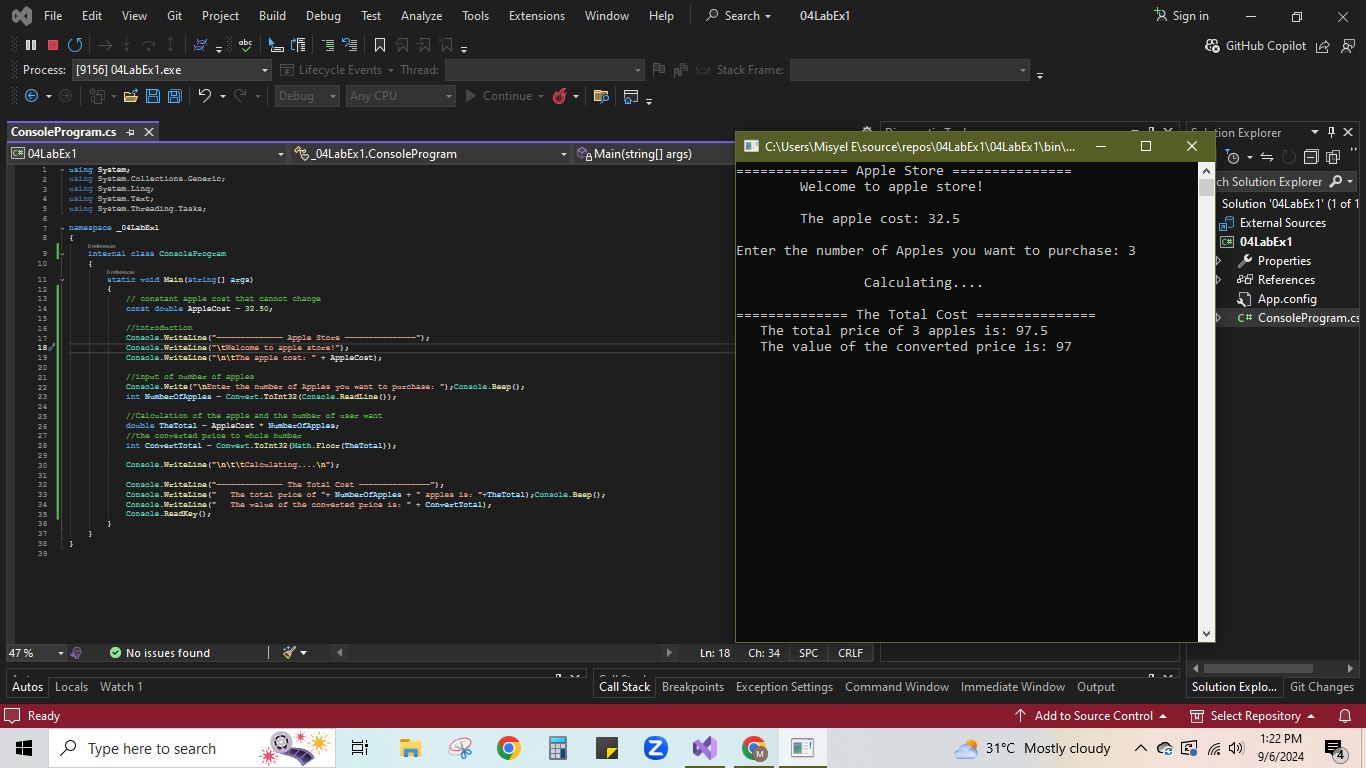 File Edit View Git Project Build Debug Test Analyze Tools Extensions Window Help Search 04LabEx1 Sign in
GitHub Copilot
Process: [9156] 04LabEx1.exe Lifecycle Events Thread: Stack Frame:
Debug Any CPU Continue
ConsoleProgram.cs
04LabEx1 _04LabEx1.ConsoleProgram Main(string[] args)
1 using System;
2 using System.Collections.Generic;
3 using System.Linq;
4 using System.Text;
5 using System.Threading.Tasks;
6
7 namespace _04LabEx1
8 {
0 references
9 internal class ConsoleProgram
10 {
0 references
11 static void Main(string[] args)
12 {
13 // constant apple cost that cannot change
14 const double AppleCost = 32.50;
15
16 //introduction
17 Console.WriteLine("============== Apple Store ===============");
18 Console.WriteLine("\tWelcome to apple store!");
19 Console.WriteLine("\n\tThe apple cost: " + AppleCost);
20
21 //input of number of apples
22 Console.Write("\nEnter the number of Apples you want to purchase: ");Console.Beep();
23 int NumberOfApples = Convert.ToInt32(Console.ReadLine());
24
25 //Calculation of the apple and the number of user want
26 double TheTotal = AppleCost * NumberOfApples;
27 //the converted price to whole number
28 int ConvertTotal = Convert.ToInt32(Math.Floor(TheTotal));
29
30 Console.WriteLine("\n\t\tCalculating....\n");
31
32 Console.WriteLine("============== The Total Cost ===============");
33 Console.WriteLine("   The total price of "+ NumberOfApples + " apples is: "+TheTotal);Console.Beep();
34 Console.WriteLine("   The value of the converted price is: " + ConvertTotal);
35 Console.ReadKey();
36 }
37 }
38 }
39
C:\Users\Misyel E\source\repos\04LabEx1\04LabEx1\bin\...
============== Apple Store ===============
Welcome to apple store!
The apple cost: 32.5
Enter the number of Apples you want to purchase: 3
Calculating....
============== The Total Cost ===============
The total price of 3 apples is: 97.5
The value of the converted price is: 97
Explorer
ch Solution Explorer
Solution '04LabEx1' (1 of 1
External Sources
C# 04LabEx1
Properties
References
App.config
C# ConsoleProgram.cs
47 % No issues found Ln: 18 Ch: 34 SPC CRLF
Autos Locals Watch 1 Call Stack Breakpoints Exception Settings Command Window Immediate Window Output Solution Explo... Git Changes
Ready Add to Source Control Select Repository
Type here to search 31°C Mostly cloudy 1:22 PM
9/6/2024
4